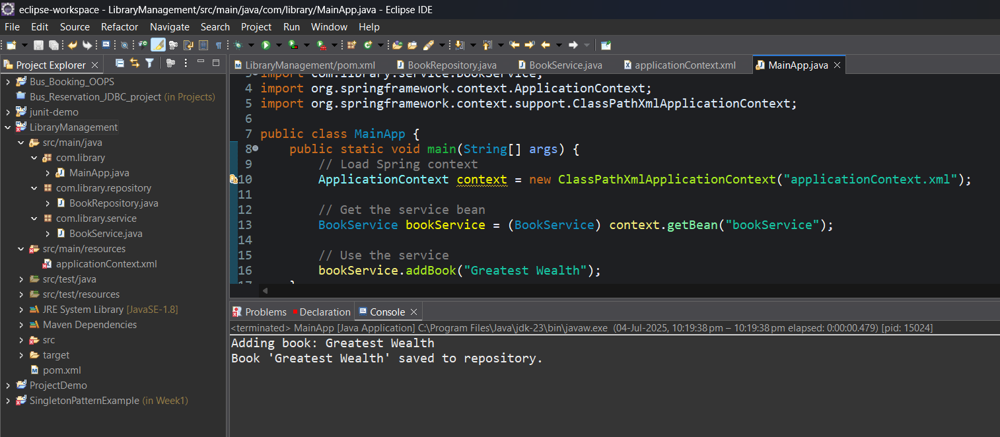 eclipse-workspace - LibraryManagement/src/main/java/com/library/MainApp.java - Eclipse IDE
File Edit Source Refactor Navigate Search Project Run Window Help
Project Explorer
Bus_Booking_OOPS
Bus_Reservation_JDBC_project (in Projects)
junit-demo
LibraryManagement
src/main/java
com.library
MainApp.java
com.library.repository
BookRepository.java
com.library.service
BookService.java
src/main/resources
applicationContext.xml
src/test/java
src/test/resources
JRE System Library [JavaSE-1.8]
Maven Dependencies
src
target
pom.xml
ProjectDemo
SingletonPatternExample (in Week1)
LibraryManagement/pom.xml BookRepository.java BookService.java applicationContext.xml MainApp.java
3 import com.library.service.BookService;
4 import org.springframework.context.ApplicationContext;
5 import org.springframework.context.support.ClassPathXmlApplicationContext;
6
7 public class MainApp {
8 public static void main(String[] args) {
9 // Load Spring context
10 ApplicationContext context = new ClassPathXmlApplicationContext("applicationContext.xml");
11
12 // Get the service bean
13 BookService bookService = (BookService) context.getBean("bookService");
14
15 // Use the service
16 bookService.addBook("Greatest Wealth");
17 }
Problems Declaration Console
<terminated> MainApp [Java Application] C:\Program Files\Java\jdk-23\bin\javaw.exe (04-Jul-2025, 10:19:38 pm – 10:19:38 pm elapsed: 0:00:00.479) [pid: 15024]
Adding book: Greatest Wealth
Book 'Greatest Wealth' saved to repository.